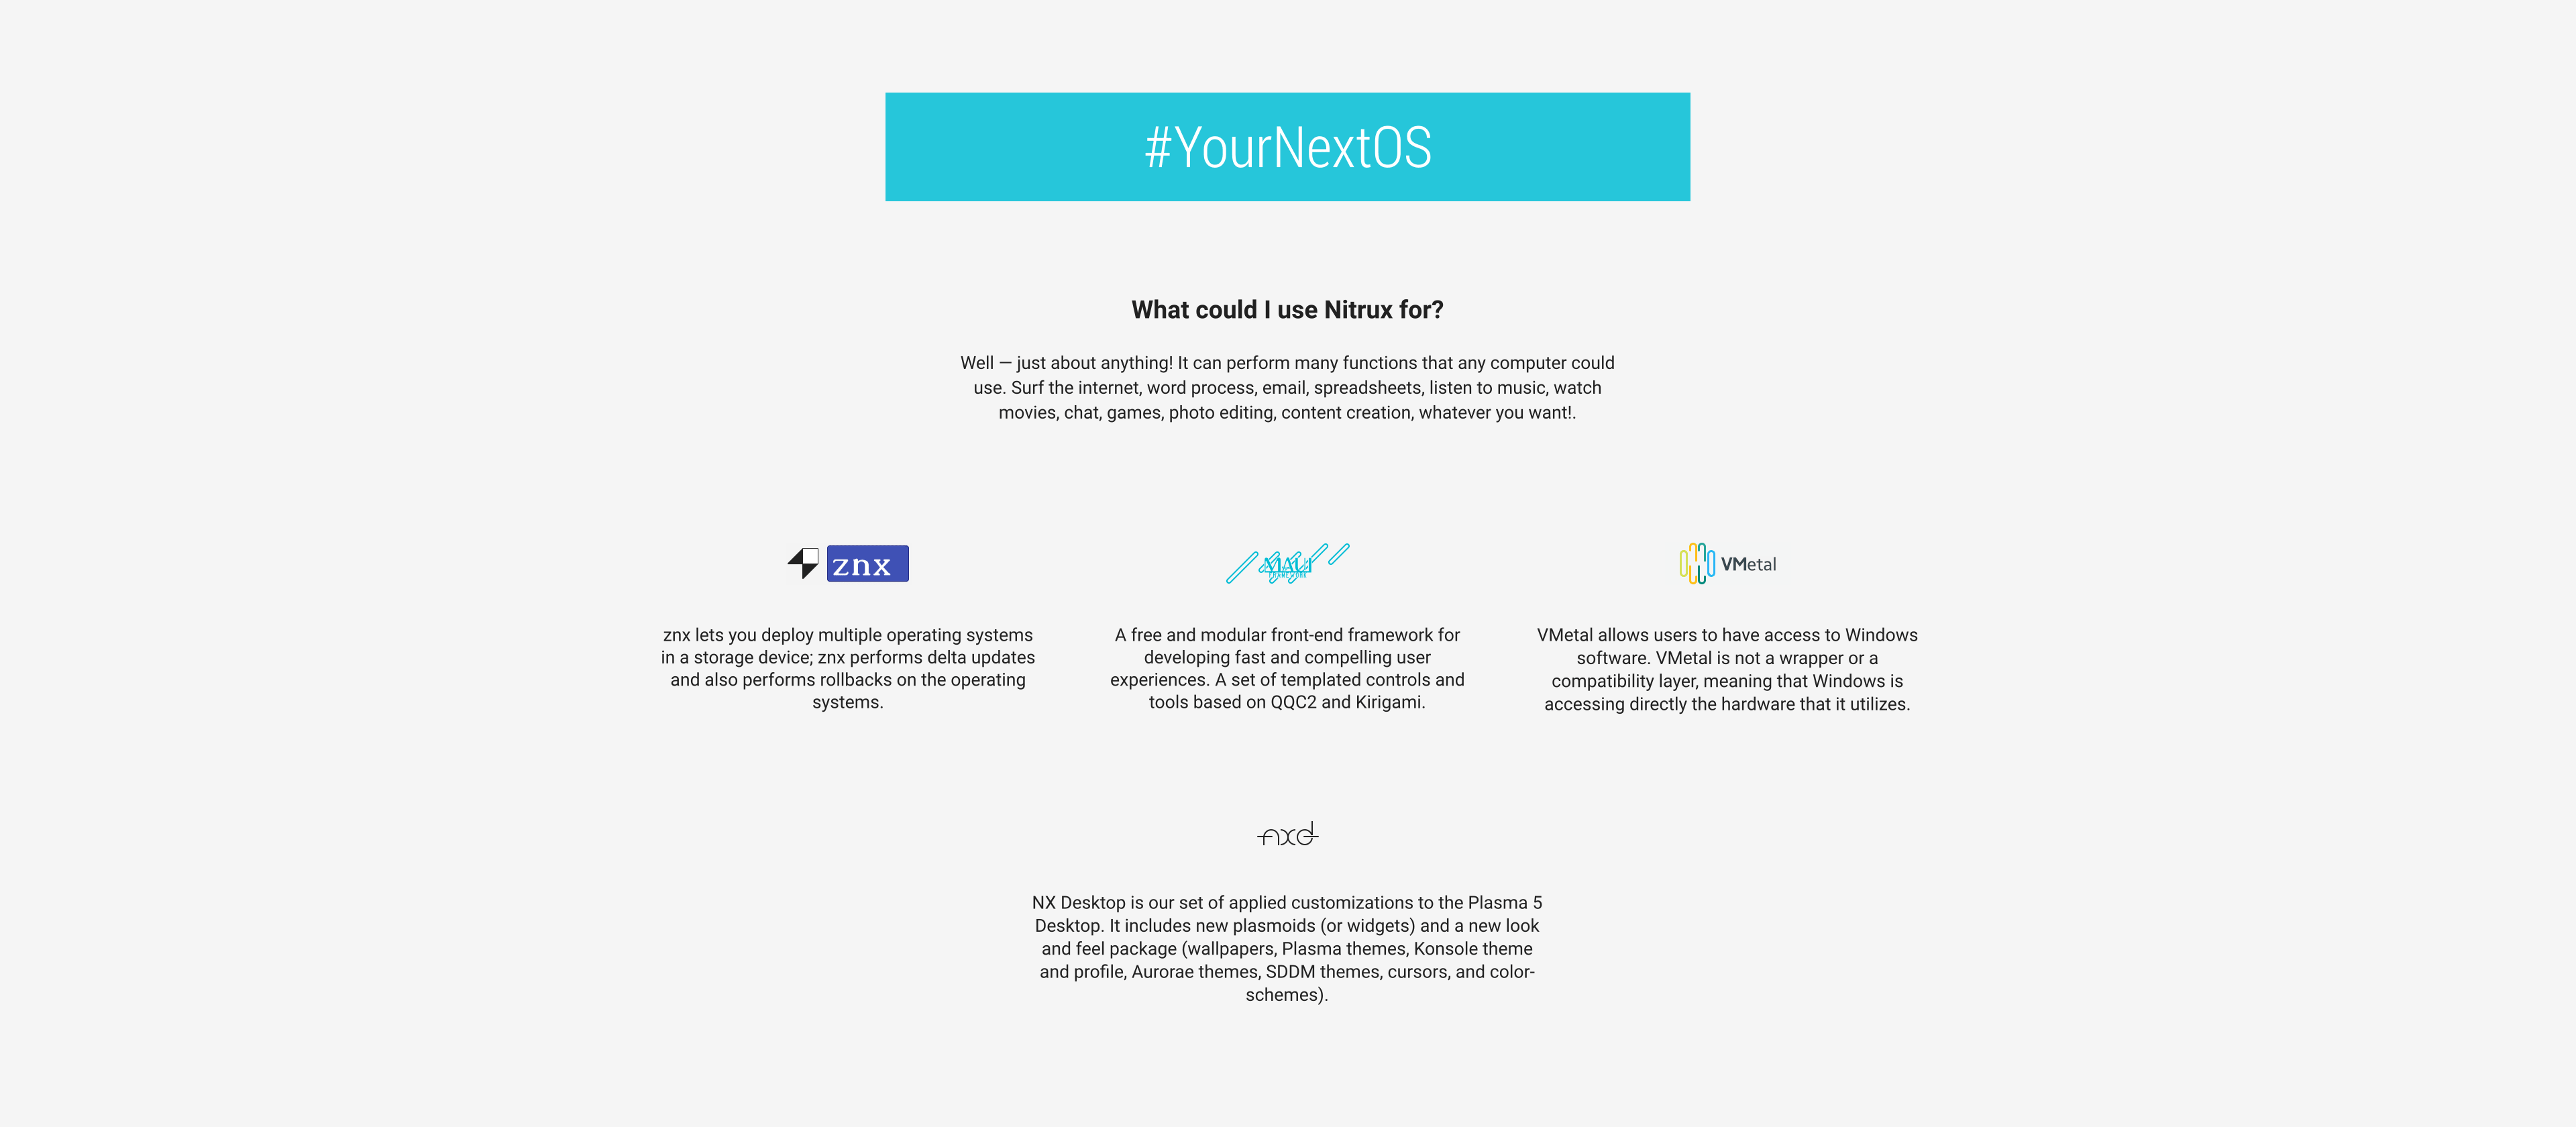 #YourNextOS
What could I use Nitrux for?
Well — just about anything! It can perform many functions that any computer could
use. Surf the internet, word process, email, spreadsheets, listen to music, watch
movies, chat, games, photo editing, content creation, whatever you want!.
znx
znx lets you deploy multiple operating systems
in a storage device; znx performs delta updates
and also performs rollbacks on the operating
systems.
MAUI
FRAMEWORK
A free and modular front-end framework for
developing fast and compelling user
experiences. A set of templated controls and
tools based on QQC2 and Kirigami.
VMetal
VMetal allows users to have access to Windows
software. VMetal is not a wrapper or a
compatibility layer, meaning that Windows is
accessing directly the hardware that it utilizes.
nxd
NX Desktop is our set of applied customizations to the Plasma 5
Desktop. It includes new plasmoids (or widgets) and a new look
and feel package (wallpapers, Plasma themes, Konsole theme
and profile, Aurorae themes, SDDM themes, cursors, and color-
schemes).